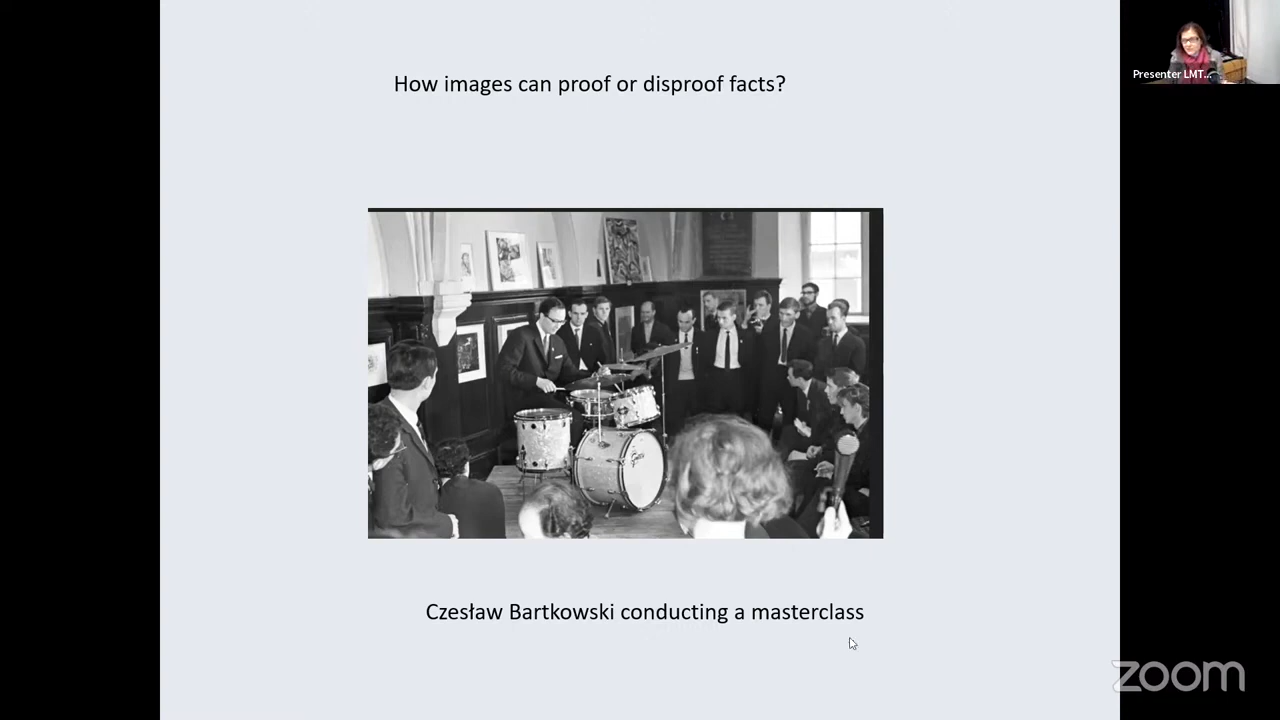 How images can proof or disproof facts?
Presenter LMT...
Czesław Bartkowski conducting a masterclass
zoom